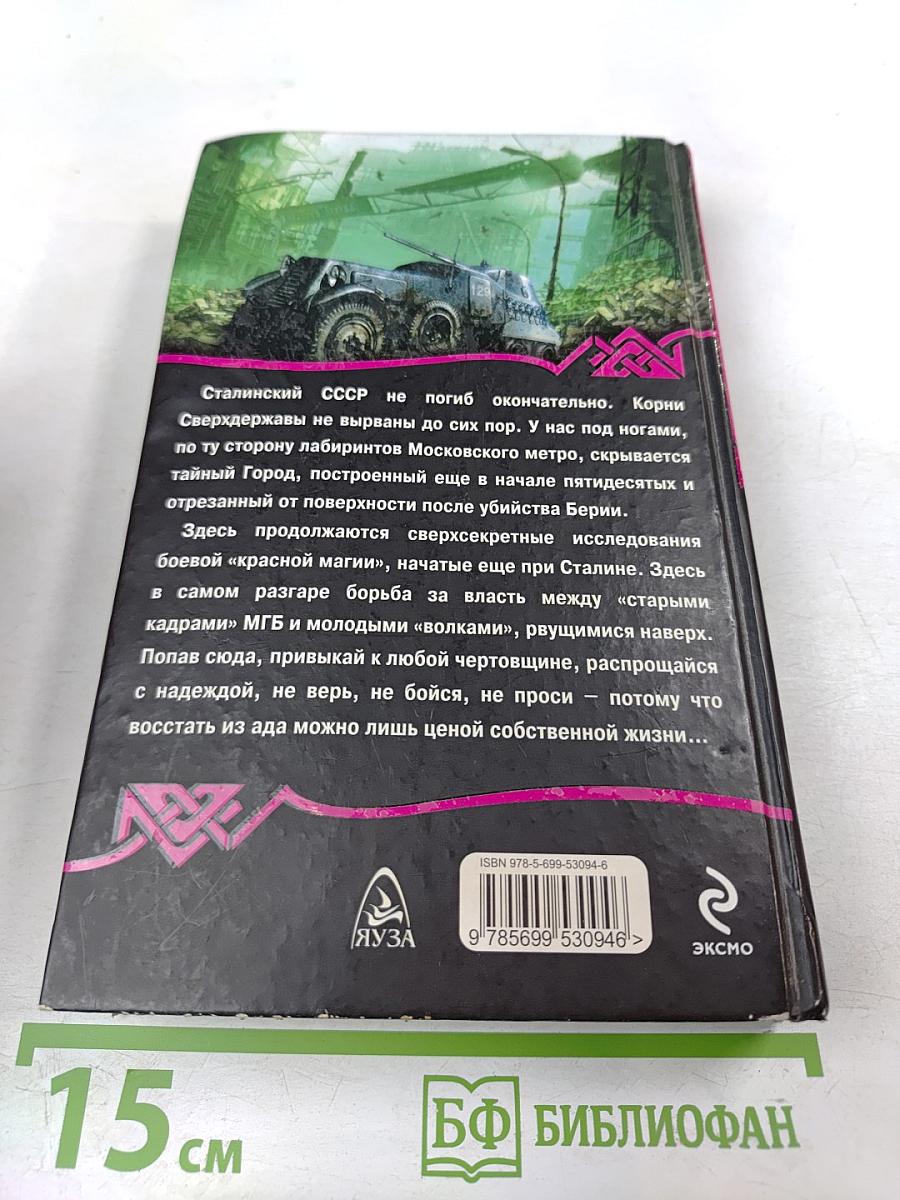 129
Сталинский СССР не погиб окончательно. Корни
Сверхдержавы не вырваны до сих пор. У нас под ногами,
по ту сторону лабиринтов Московского метро, скрывается
тайный Город, построенный еще в начале пятидесятых и
отрезанный от поверхности после убийства Берии.
Здесь продолжаются сверхсекретные исследования
боевой «красной магии», начатые еще при Сталине. Здесь
в самом разгаре борьба за власть между «старыми
кадрами» МГБ и молодыми «волками», рвущимися наверх.
Попав сюда, привыкай к любой чертовщине, распрощайся
с надеждой, не верь, не бойся, не проси – потому что
восстать из ада можно лишь ценой собственной жизни...
ISBN 978-5-699-53094-6
9 785699 530946 >
ЯУЗА
ЭКСМО
15 см
БФ БИБЛИОФАН